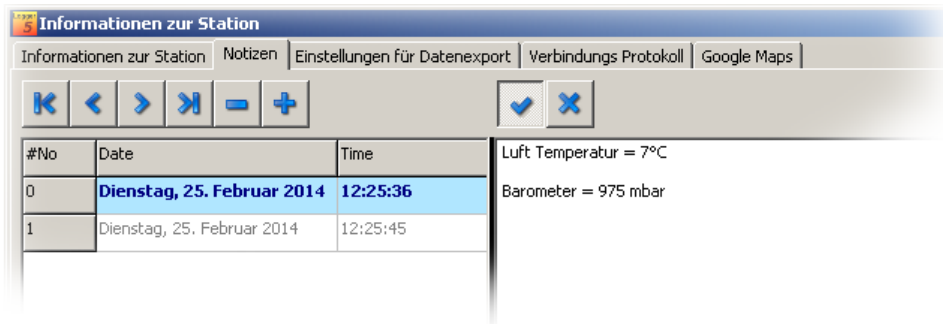 Logger 5 Informationen zur Station
Informationen zur Station Notizen Einstellungen für Datenexport Verbindungs Protokoll Google Maps
#No Date Time
0 Dienstag, 25. Februar 2014 12:25:36
1 Dienstag, 25. Februar 2014 12:25:45
Luft Temperatur = 7°C
Barometer = 975 mbar